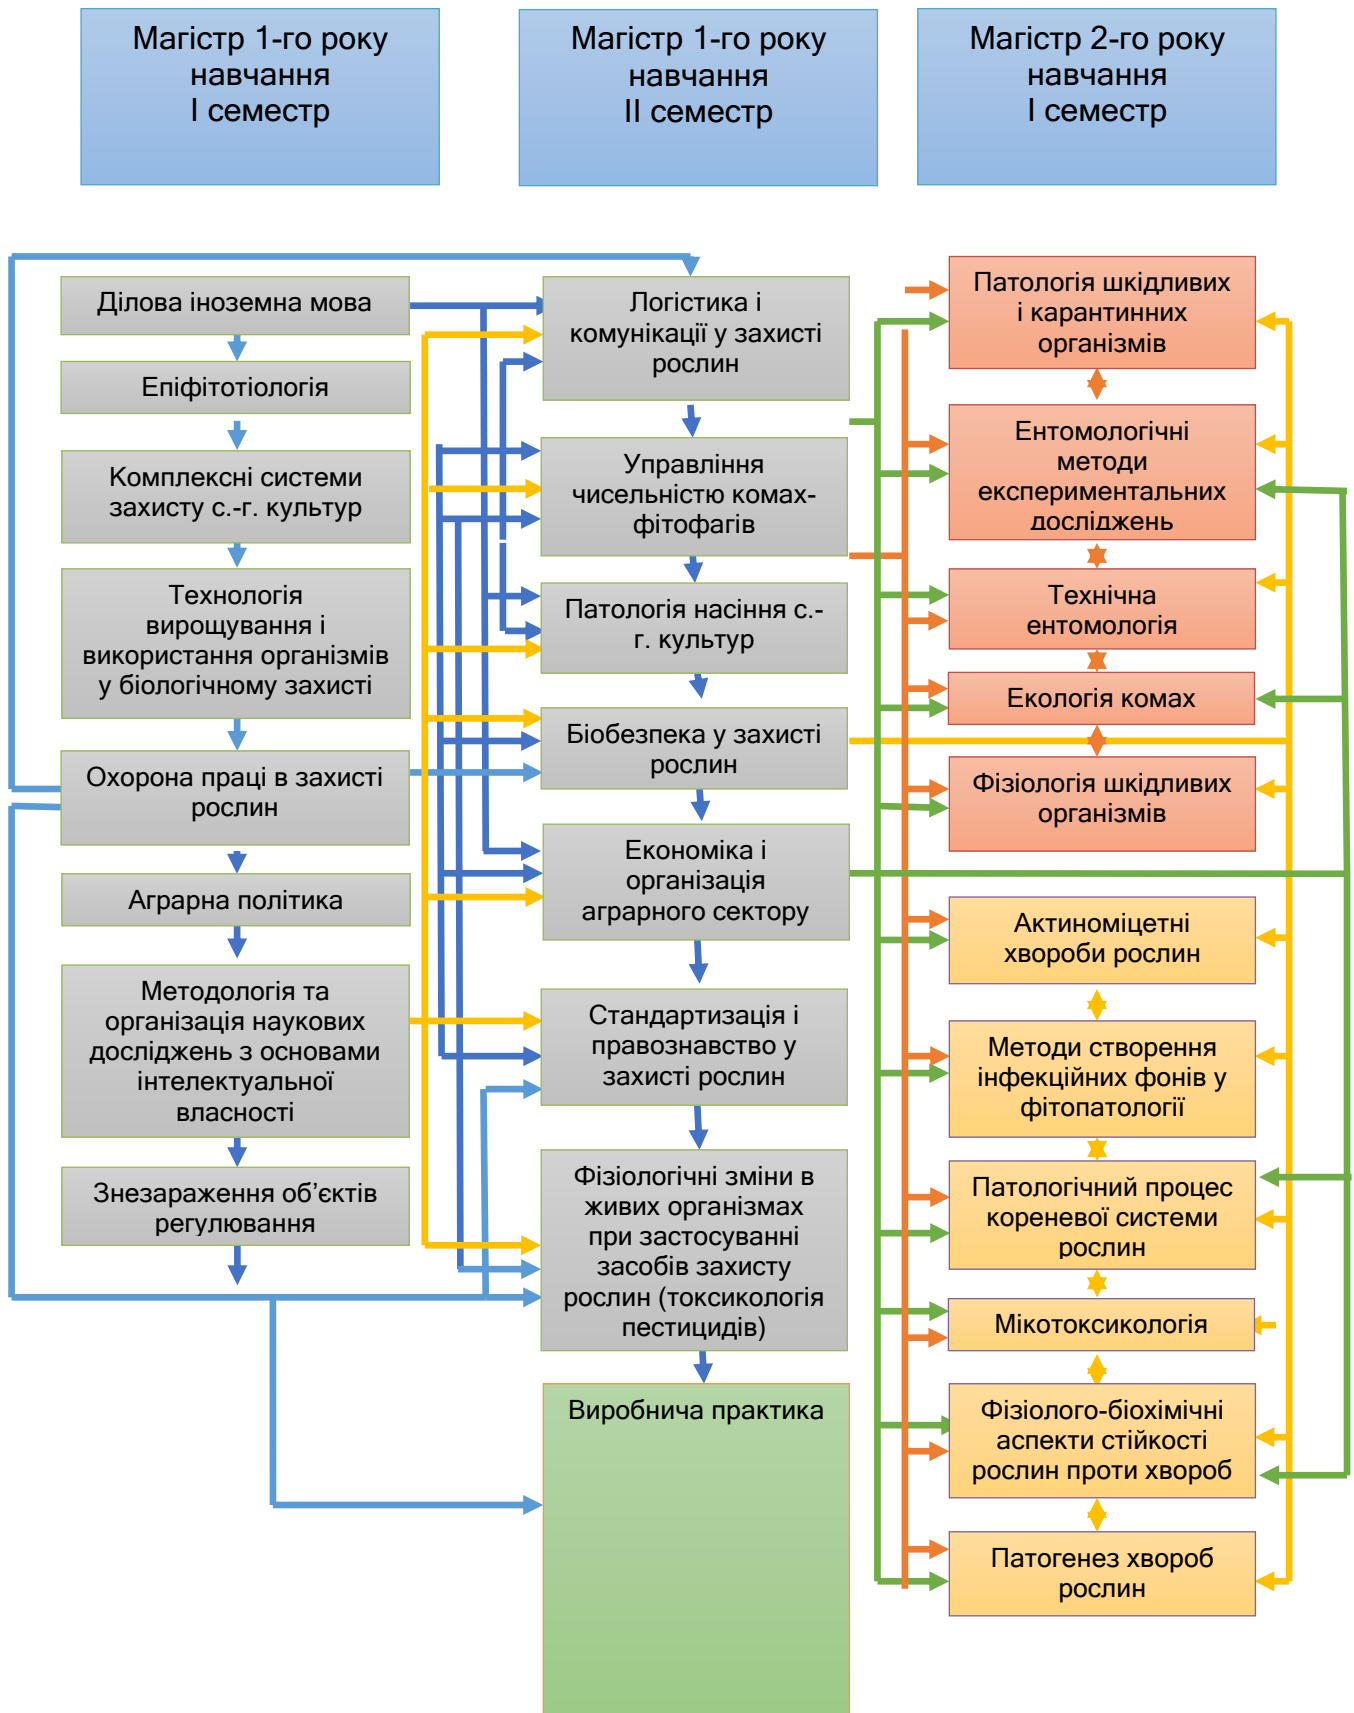 Магістр 1-го року
навчання
І семестр
Магістр 1-го року
навчання
ІІ семестр
Магістр 2-го року
навчання
І семестр
Ділова іноземна мова
Епіфітотіологія
Комплексні системи
захисту с.-г. культур
Технологія
вирощування і
використання організмів
у біологічному захисті
Охорона праці в захисті
рослин
Аграрна політика
Методологія та
організація наукових
досліджень з основами
інтелектуальної
власності
Знезараження об’єктів
регулювання
Логістика і
комунікації у захисті
рослин
Управління
чисельністю комах-
фітофагів
Патологія насіння с.-
г. культур
Біобезпека у захисті
рослин
Економіка і
організація
аграрного сектору
Стандартизація і
правознавство у
захисті рослин
Фізіологічні зміни в
живих організмах
при застосуванні
засобів захисту
рослин (токсикологія
пестицидів)
Виробнича практика
Патологія шкідливих
і карантинних
організмів
Ентомологічні
методи
експериментальних
досліджень
Технічна
ентомологія
Екологія комах
Фізіологія шкідливих
організмів
Актиноміцетні
хвороби рослин
Методи створення
інфекційних фонів у
фітопатології
Патологічний процес
кореневої системи
рослин
Мікотоксикологія
Фізіолого-біохімічні
аспекти стійкості
рослин проти хвороб
Патогенез хвороб
рослин